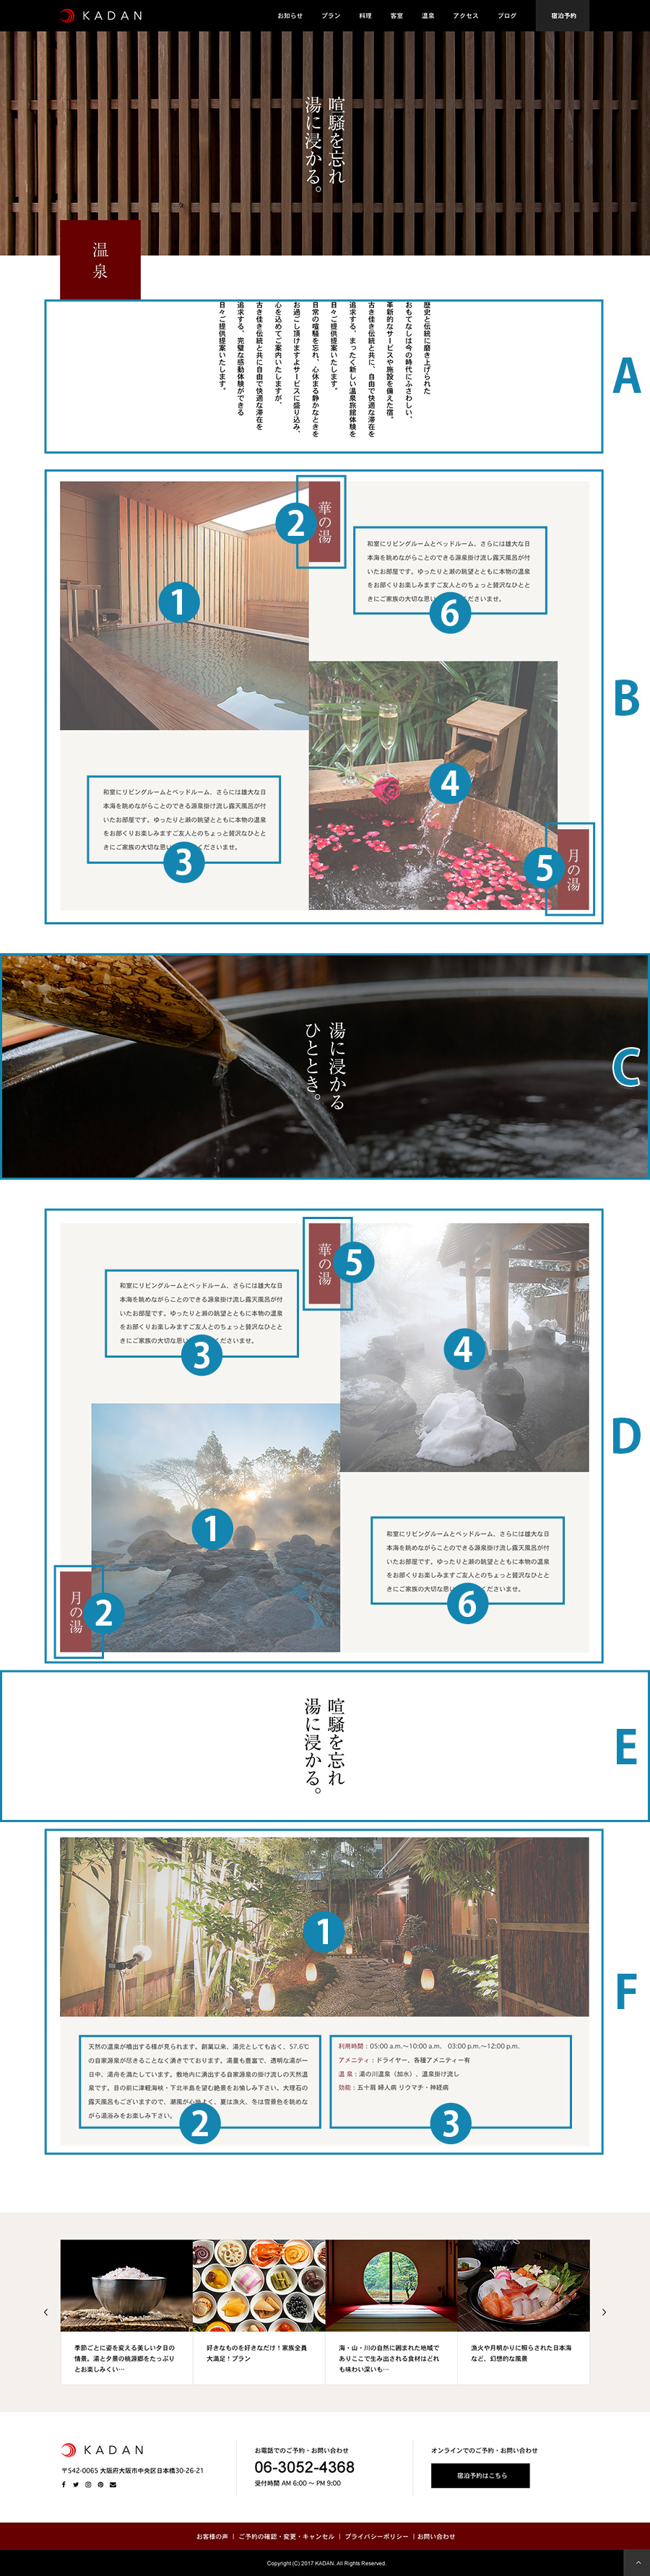 KADAN
お知らせ
プラン
料理
客室
温泉
アクセス
ブログ
宿泊予約
喧騒を忘れ
湯に浸かる。
温泉
歴史と伝統に磨き上げられた
おもてなしは今の時代にふさわしい、
革新的なサービスや施設を備えた宿。
古き佳き伝統と共に、自由で快適な滞在を
追求する、まったく新しい温泉旅館体験を
日々ご提供提案いたします。
日常の喧騒を忘れ、心休まる静かなときを
お過ごし頂けますよサービスに盛り込み、
心を込めてご案内いたしますが、
古き佳き伝統と共に自由で快適な滞在を
追求する、完璧な感動体験ができる
日々ご提供提案いたします。
A
1
華の湯
2
和室にリビングルームとベッドルーム、さらには雄大な日
本海を眺めながらことのできる源泉掛け流し露天風呂が付
いたお部屋です。ゆったりと瀬の眺望とともに本物の温泉
をお部くりお楽しみますご友人とのちょっと贅沢なひとと
きにご家族の大切な思い くださいませ。
6
B
和室にリビングルームとベッドルーム、さらには雄大な日
本海を眺めながらことのできる源泉掛け流し露天風呂が付
いたお部屋です。ゆったりと瀬の眺望とともに本物の温泉
をお部くりお楽しみますご友人とのちょっと贅沢なひとと
きにご家族の大切な思い くださいませ。
3
4
月の湯
5
湯に浸かる
ひととき。
C
和室にリビングルームとベッドルーム、さらには雄大な日
本海を眺めながらことのできる源泉掛け流し露天風呂が付
いたお部屋です。ゆったりと瀬の眺望とともに本物の温泉
をお部くりお楽しみますご友人とのちょっと贅沢なひとと
きにご家族の大切な思い くださいませ。
3
華の湯
5
4
D
1
月の湯
2
和室にリビングルームとベッドルーム、さらには雄大な日
本海を眺めながらことのできる源泉掛け流し露天風呂が付
いたお部屋です。ゆったりと瀬の眺望とともに本物の温泉
をお部くりお楽しみますご友人とのちょっと贅沢なひとと
きにご家族の大切な思い くださいませ。
6
喧騒を忘れ
湯に浸かる。
E
1
F
天然の温泉が噴出する様が見られます。創業以来、湯元としても古く、57.6℃
の自家源泉が尽きることなく湧きでております。湯量も豊富で、透明な湯が一
日中、湯舟を満たしています。敷地内に湧出する自家源泉の掛け流しの天然温
泉です。目の前に津軽海峡・下北半島を望む絶景をお愉しみ下さい。大理石の
露天風呂もございますので、潮風が心地よく、夏は漁火、冬は雪景色を眺めな
がら湯浴みをお楽しみ下さい。
2
利用時間：05:00 a.m.〜10:00 a.m. 03:00 p.m.〜12:00 p.m.
アメニティ：ドライヤー、各種アメニティー有
温 泉：湯の川温泉（加水）、温泉掛け流し
効能：五十肩 婦人病 リウマチ・神経病
3
季節ごとに姿を変える美しい夕日の
情景。湯と夕景の桃源郷をたっぷり
とお楽しみくい…
好きなものを好きなだけ！家族全員
大満足！プラン
海・山・川の自然に囲まれた地域で
ありここで生み出される食材はどれ
も味わい深いも…
漁火や月明かりに照らされた日本海
など、幻想的な風景
KADAN
〒542-0065 大阪府大阪市中央区日本橋30-26-21
お電話でのご予約・お問い合わせ
06-3052-4368
受付時間 AM 6:00 〜 PM 9:00
オンラインでのご予約・お問い合わせ
宿泊予約はこちら
お客様の声 | ご予約の確認・変更・キャンセル | プライバシーポリシー | お問い合わせ
Copyright (C) 2017 KADAN. All Rights Reserved.